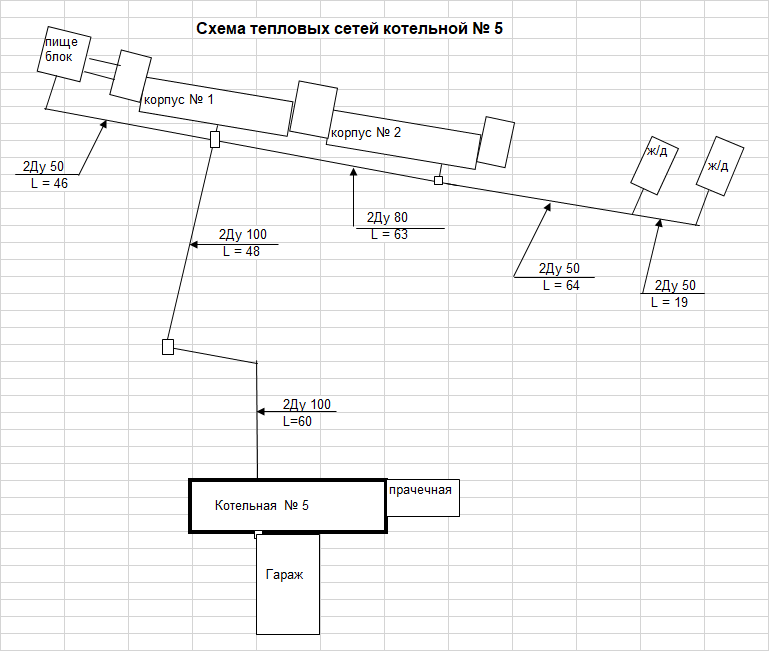 Схема тепловых сетей котельной № 5
пище
блок
корпус № 1
корпус № 2
ж/д
ж/д
2Ду 50
L = 46
2Ду 80
L = 63
2Ду 100
L = 48
2Ду 50
L = 64
2Ду 50
L = 19
2Ду 100
L=60
прачечная
Котельная № 5
Гараж